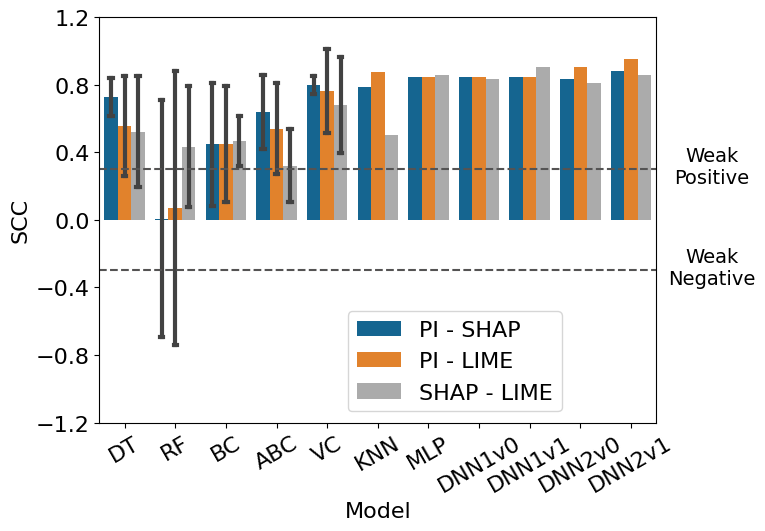 1.2
0.8
0.4
0.0
−0.4
−0.8
−1.2
SCC
Weak
Positive
Weak
Negative
PI - SHAP
PI - LIME
SHAP - LIME
DT
RF
BC
ABC
VC
KNN
MLP
DNN1v0
DNN1v1
DNN2v0
DNN2v1
Model